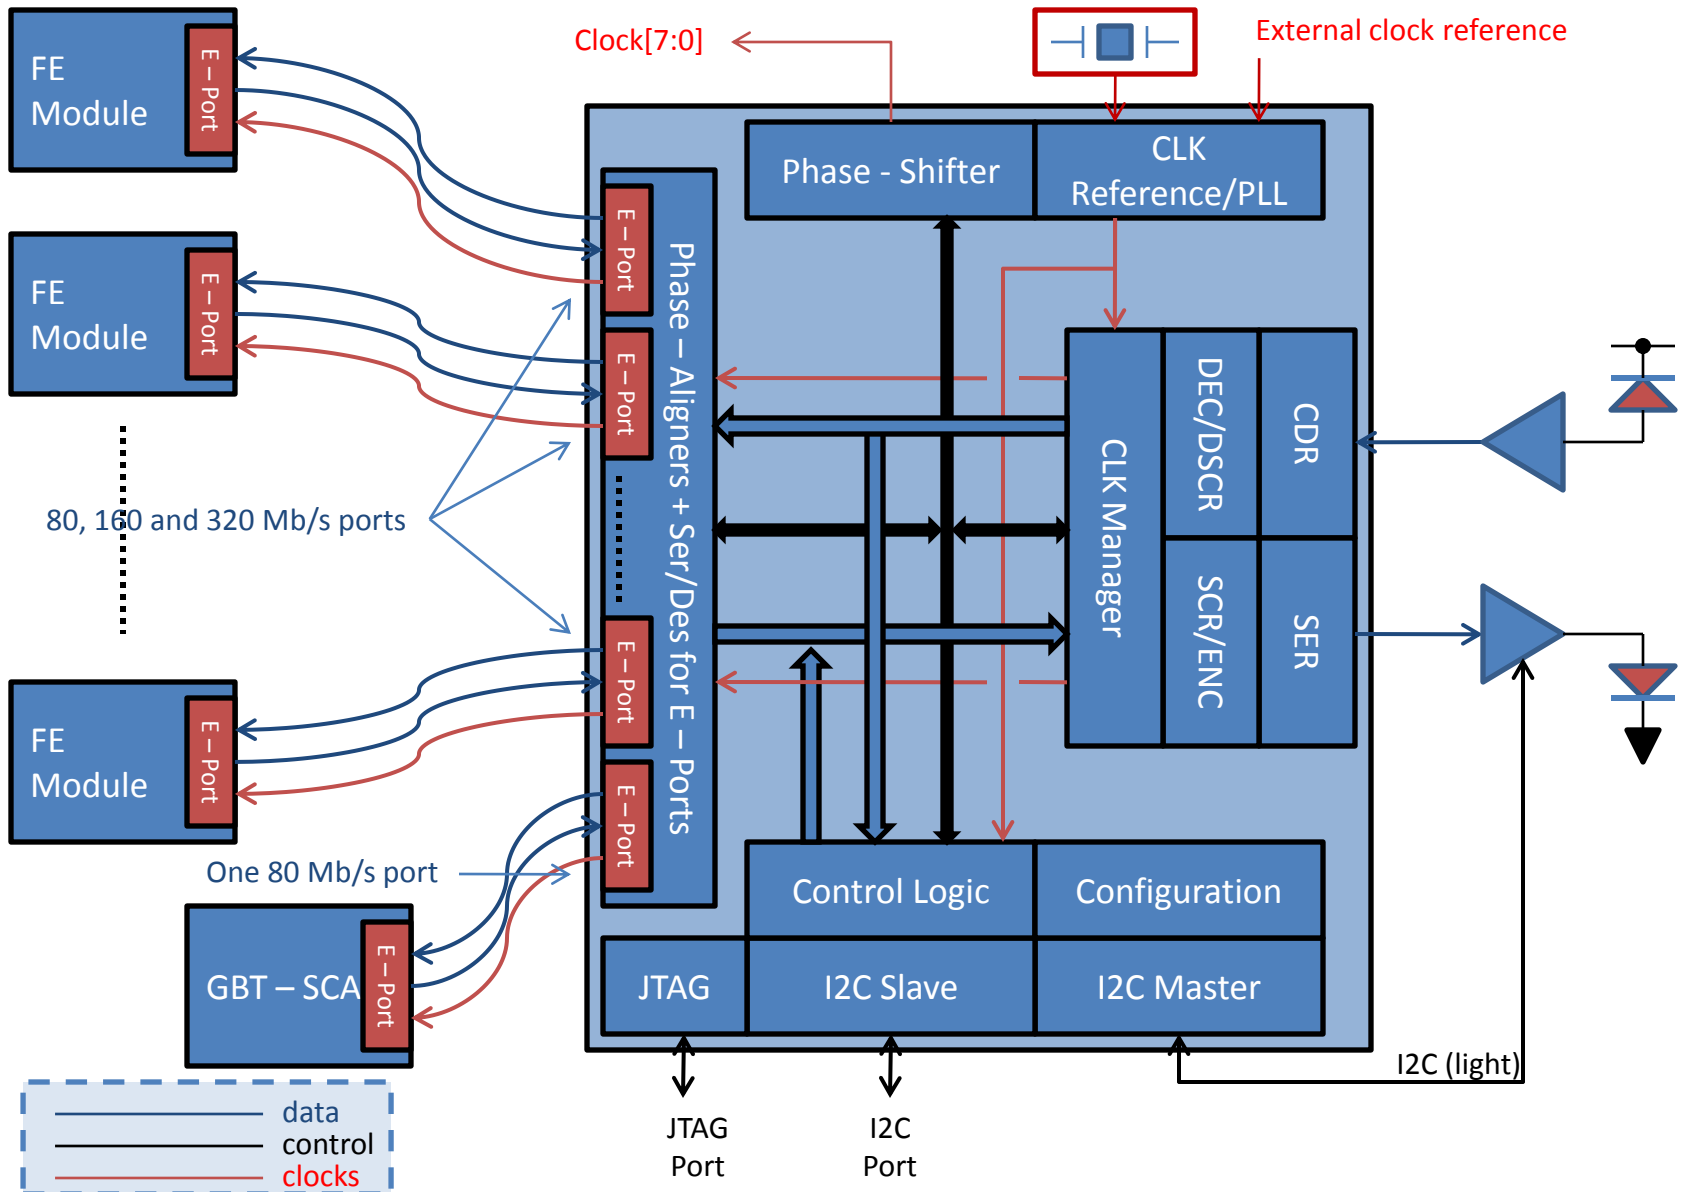 Clock[7:0]
External clock reference
FE
Module
E – Port
FE
Module
E – Port
FE
Module
E – Port
GBT – SCA
E – Port
80, 160 and 320 Mb/s ports
One 80 Mb/s port
E – Port
E – Port
E – Port
E – Port
Phase – Aligners + Ser/Des for E – Ports
Phase - Shifter
CLK
Reference/PLL
CLK Manager
DEC/DSCR
CDR
SCR/ENC
SER
Control Logic
Configuration
JTAG
I2C Slave
I2C Master
I2C (light)
JTAG
Port
I2C
Port
data
control
clocks